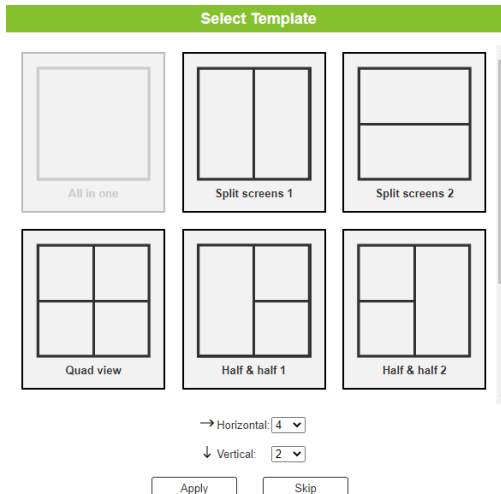 Select Template
All in one
Split screens 1
Split screens 2
Quad view
Half & half 1
Half & half 2
Horizontal: 4
Vertical: 2
Apply
Skip